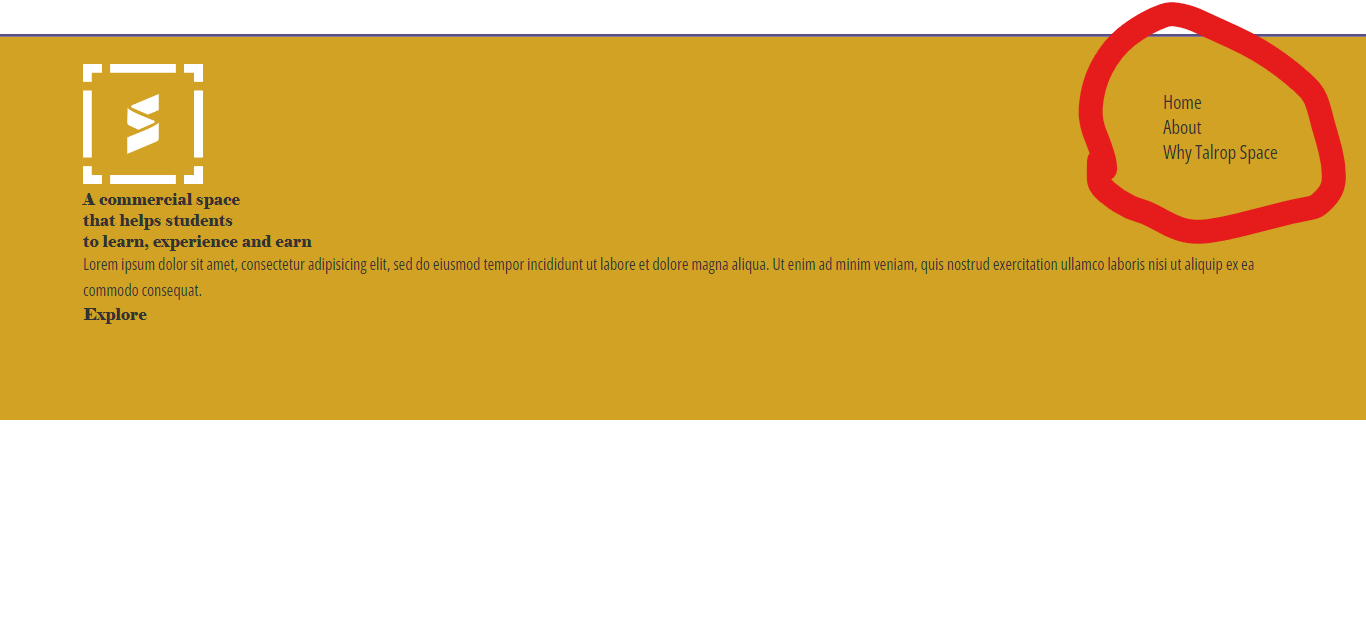 Home
About
Why Talrop Space
A commercial space
that helps students
to learn, experience and earn
Lorem ipsum dolor sit amet, consectetur adipisicing elit, sed do eiusmod tempor incididunt ut labore et dolore magna aliqua. Ut enim ad minim veniam, quis nostrud exercitation ullamco laboris nisi ut aliquip ex ea
commodo consequat.
Explore